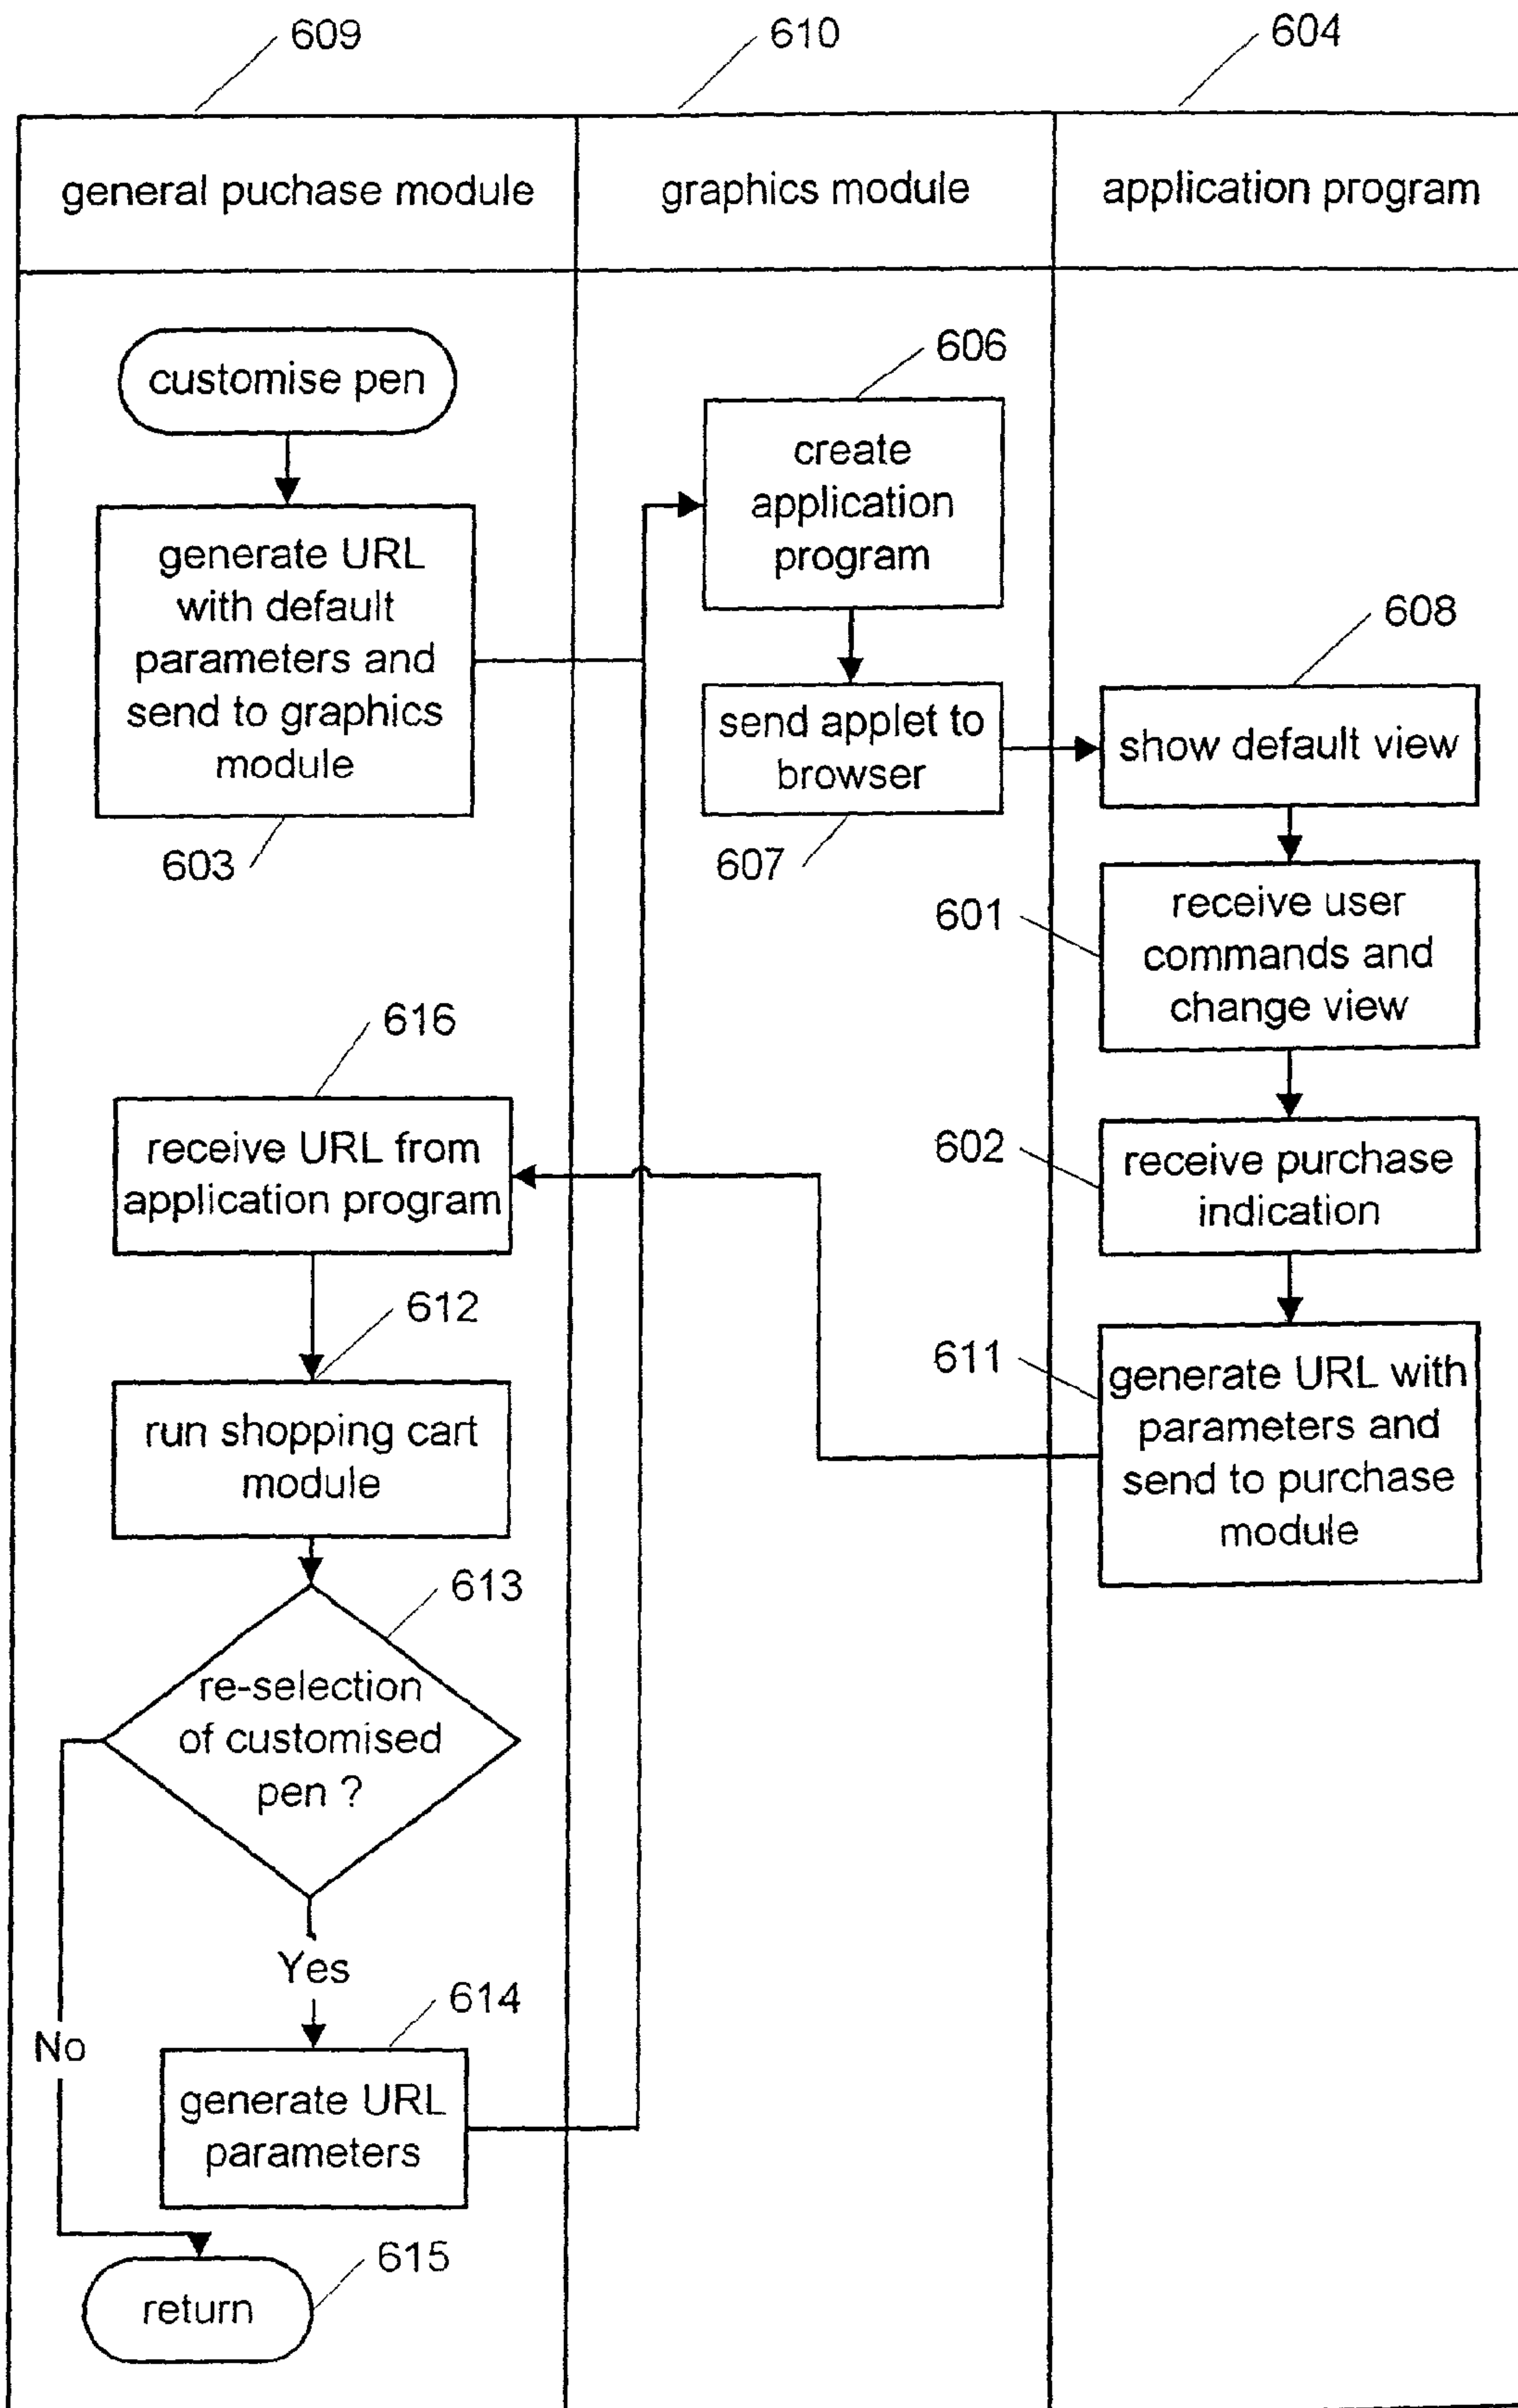 609
610
604
general puchase module
graphics module
application program
customise pen
606
create
application
program
generate URL
with default
parameters and
send to graphics
module
603
608
send applet to
browser
607
show default view
601
receive user
commands and
change view
616
receive URL from
application program
602
receive purchase
indication
612
611
generate URL with
parameters and
send to purchase
module
run shopping cart
module
613
re-selection
of customised
pen ?
Yes
614
No
generate URL
parameters
615
return